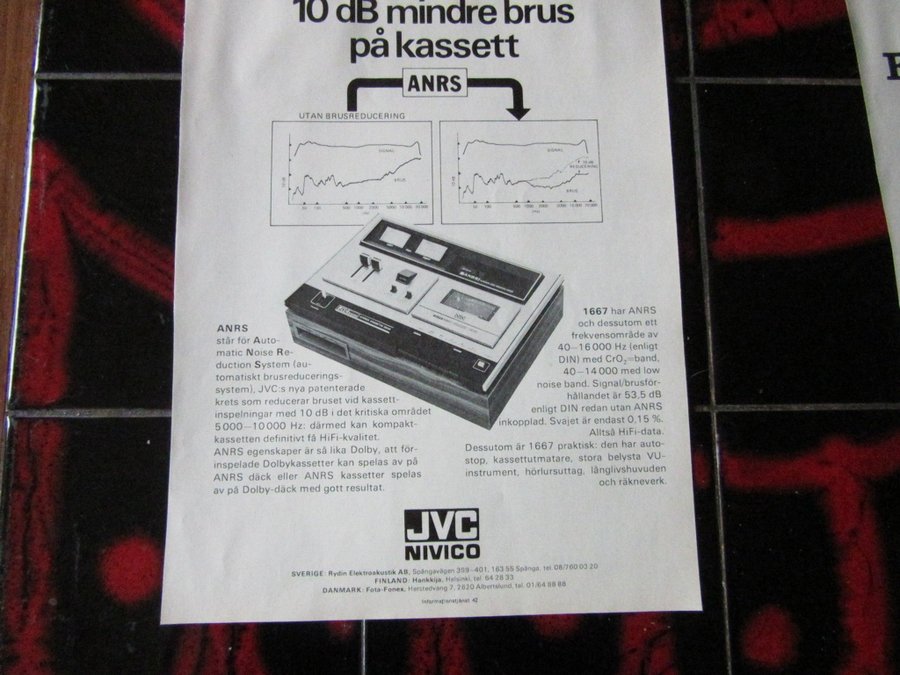 10 dB mindre brus
på kassett
ANRS
UTAN BRUSREDUCERING
SIGNAL
BRUS
SIGNAL
10 dB
REDUCERING
BRUS
ANRS
står för Auto-
matic Noise Re-
duction System (au-
tomatiskt brusreducerings-
system), JVC:s nya patenterade
krets som reducerar bruset vid kassett-
inspelningar med 10 dB i det kritiska området
5 000–10 000 Hz: därmed kan kompakt-
kassetten definitivt få HiFi-kvalitet.
ANRS egenskaper är så lika Dolby, att för-
inspelade Dolbykassetter kan spelas av på
ANRS däck eller ANRS kassetter spelas
av på Dolby-däck med gott resultat.
1667 har ANRS
och dessutom ett
frekvensområde av
40–16 000 Hz (enligt
DIN) med CrO₂=band,
40–14 000 med low
noise band. Signal/brusför-
hållandet är 53,5 dB
enligt DIN redan utan ANRS
inkopplad. Svajet är endast 0,15 %.
Alltså HiFi-data.
Dessutom är 1667 praktisk: den har auto-
stop, kassettutmatare, stora belysta VU-
instrument, hörlursuttag, långlivshuvuden
och räkneverk.
JVC
NIVICO
SVERIGE: Rydin Elektroakustik AB, Spångavägen 399–401, 163 55 Spånga, tel. 08/760 03 20
FINLAND: Hankkija, Helsinki, tel. 64 28 33
DANMARK: Fota-Fonex, Herstedvang 7, 2620 Albertslund, tel. 01/64 88 88
Informationstjänst 42